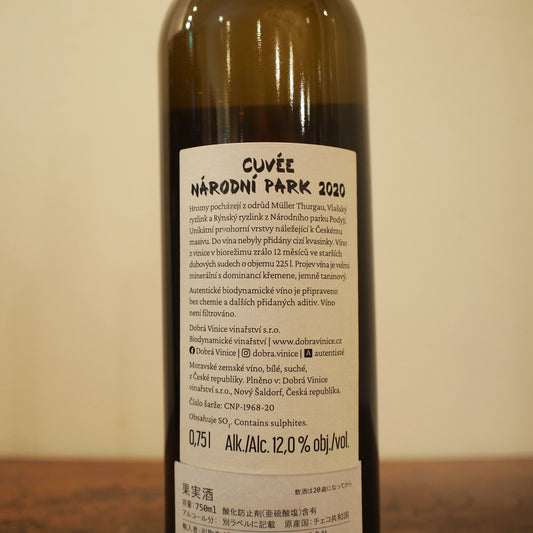 CUVÉE
NÁRODNÍ PARK 2020
Hrozny pocházejí z odrůd Müller Thurgau, Vlašský
ryzlink a Rýnský ryzlink z Národního parku Podyjí.
Unikátní prvohorní vrstvy náležející k Českému
masivu. Do vína nebyly přidány cizí kvasinky. Víno
z vinice v biorežimu zrálo 12 měsíců ve starších
dubových sudech o objemu 225 l. Projev vína je velmi
minerální s dominancí křemene, jemně taninový.
Autentické biodynamické víno je připraveno
bez chemie a dalších přidaných aditiv. Víno
není filtrováno.
Dobrá Vinice vinařství s.r.o.
Biodynamické vinařství | www.dobravinice.cz
Dobrá Vinice | dobra.vinice | A autentisté
Moravské zemské víno, bílé, suché,
z České republiky. Plněno v: Dobrá Vinice
vinařství s.r.o., Nový Šaldorf, Česká republika.
Číslo šarže: CNP-1968-20
Obsahuje SO₂. Contains sulphites.
0,75 l Alk./Alc. 12,0 % obj./vol.
果実酒 飲酒は20歳になってから
容量: 750ml 酸化防止剤(亜硫酸塩)含有
アルコール分: 別ラベルに記載 原産国: チェコ共和国